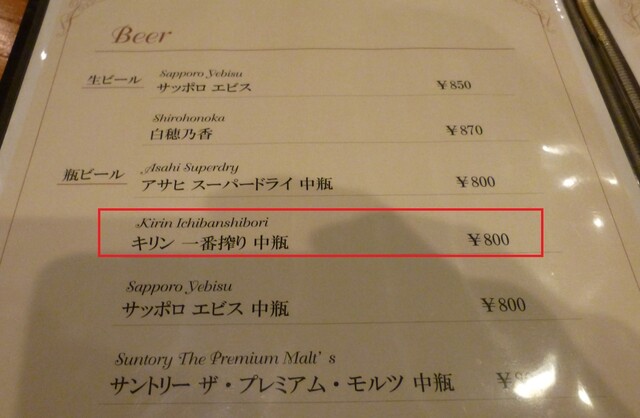 Beer
Sapporo Yebisu
生ビール サッポロ エビス ¥850
Shirohonoka
白穂乃香 ¥870
Asahi Superdry
瓶ビール アサヒ スーパードライ 中瓶 ¥800
Kirin Ichibanshibori
キリン 一番搾り 中瓶 ¥800
Sapporo Yebisu
サッポロ エビス 中瓶 ¥800
Suntory The Premium Malt's
サントリー ザ・プレミアム・モルツ 中瓶